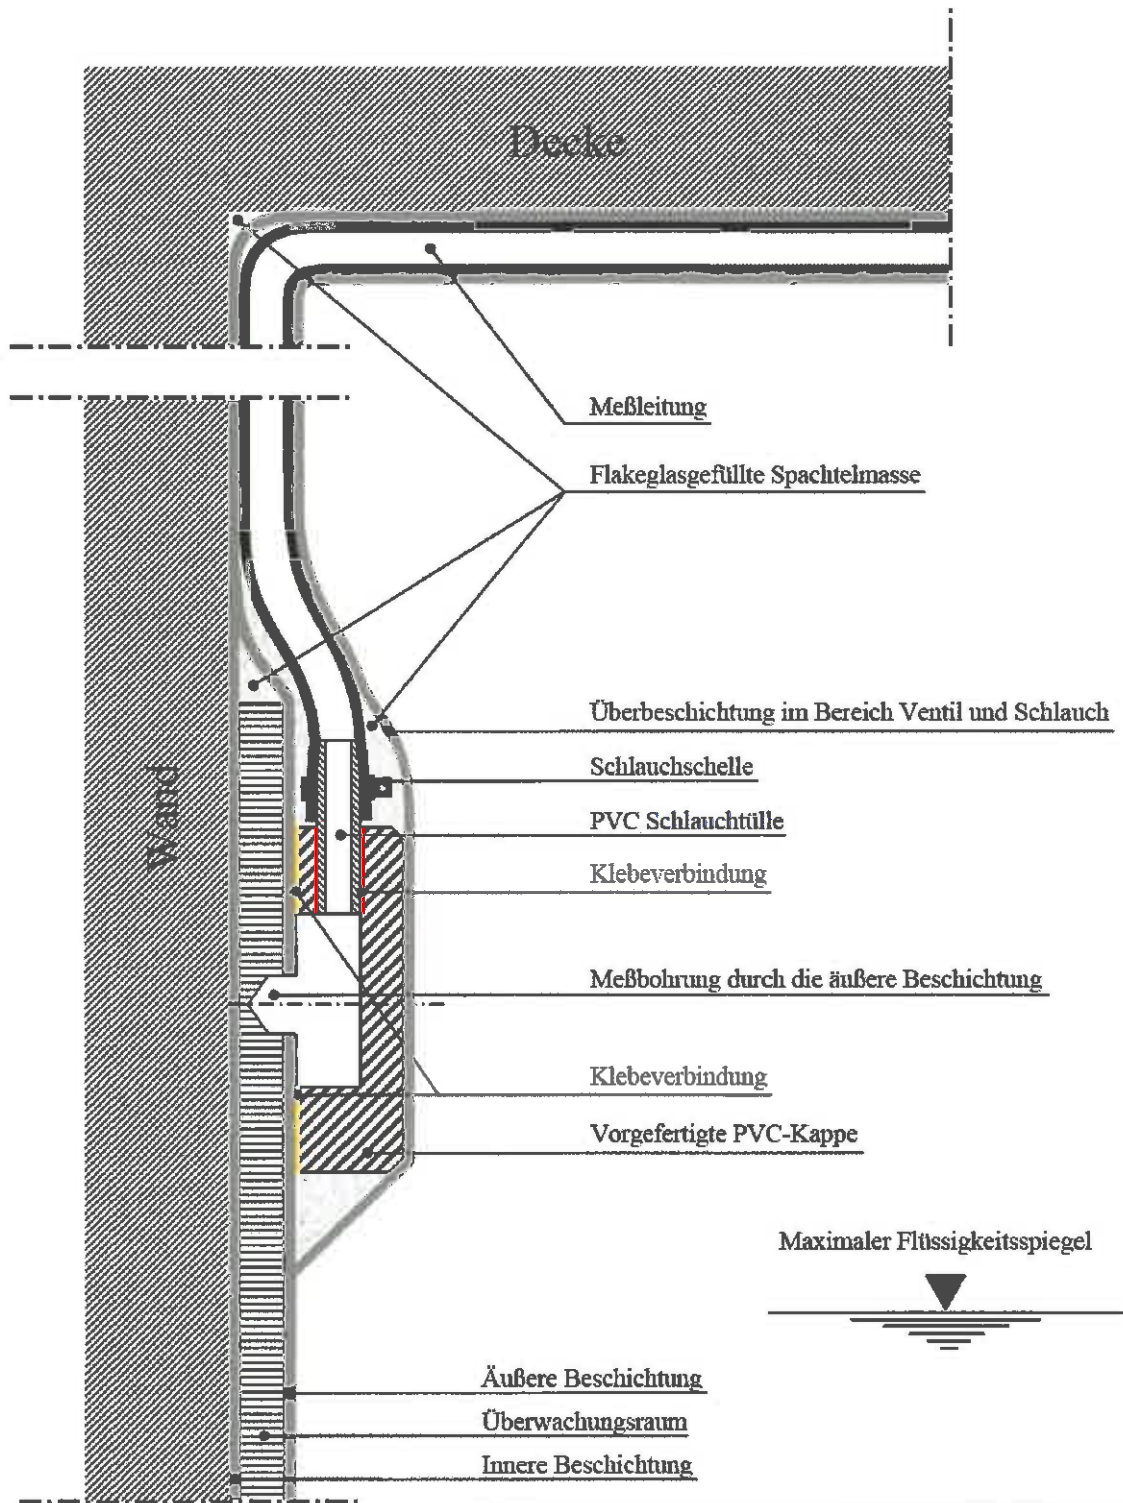 Decke
Meßleitung
Flakeglasgefüllte Spachtelmasse
Überbeschichtung im Bereich Ventil und Schlauch
Schlauchschelle
Wand
PVC Schlauchtülle
Klebeverbindung
Meßbohrung durch die äußere Beschichtung
Klebeverbindung
Vorgefertigte PVC-Kappe
Maximaler Flüssigkeitsspiegel
Äußere Beschichtung
Überwachungsraum
Innere Beschichtung